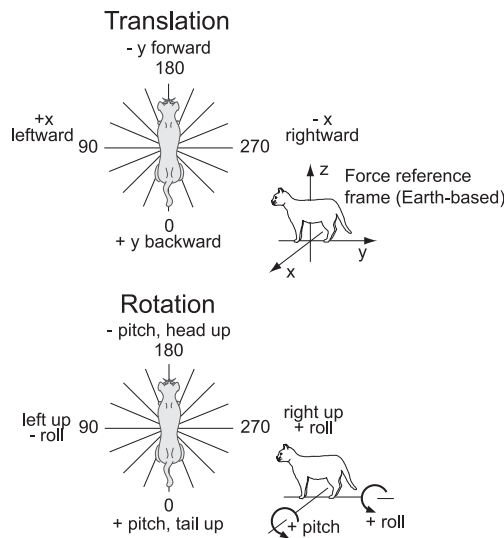 Translation
- y forward
180
+x
leftward
90
270
- x
rightward
0
+ y backward
z
Force reference
frame (Earth-based)
y
x
Rotation
- pitch, head up
180
left up
- roll
90
270
right up
+ roll
0
+ pitch, tail up
+ pitch
+ roll